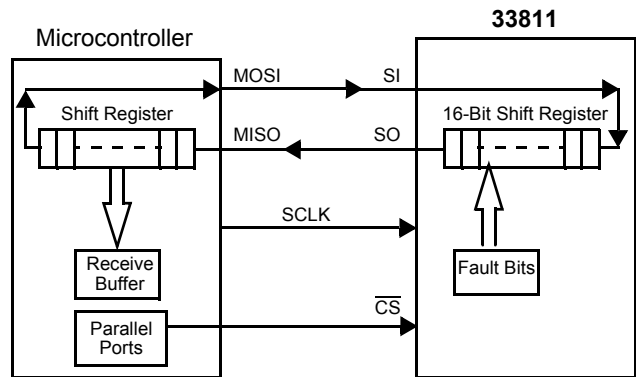 33811
Microcontroller
MOSI
SI
Shift Register
16-Bit Shift Register
MISO
SO
SCLK
Receive
Buffer
Fault Bits
CS
Parallel
Ports